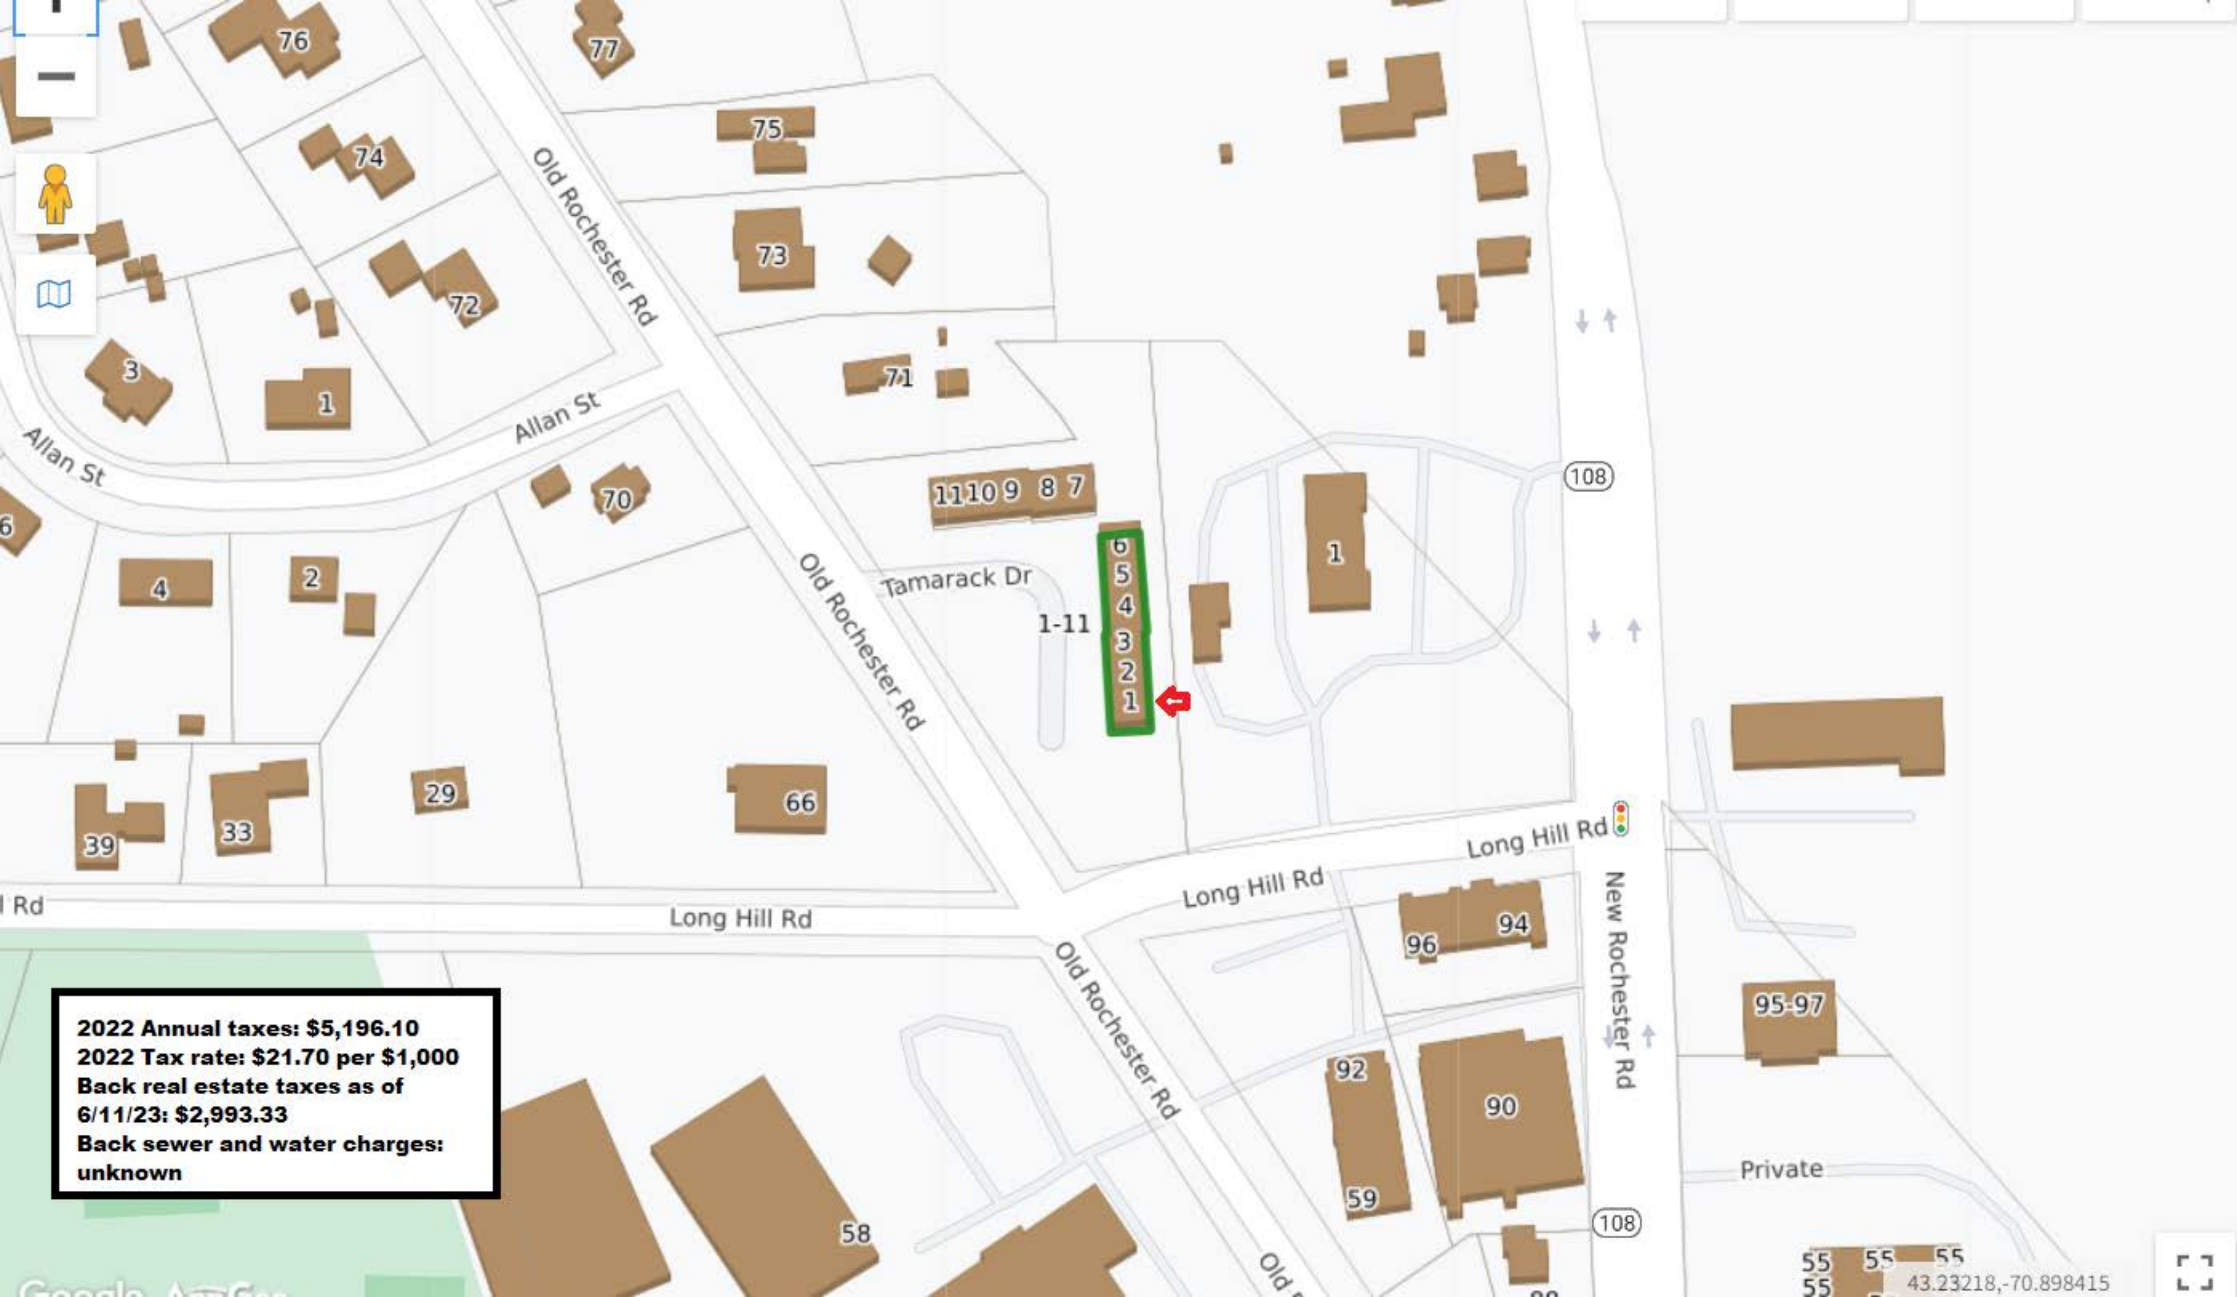 76
77
75
74
Old Rochester Rd
73
72
3
71
1
Allan St
108
Allan St
11 10 9 8 7
70
6
6
1
5
4
2
Tamarack Dr
4
1-11
3
Old Rochester Rd
2
1
29
66
33
39
Long Hill Rd
Long Hill Rd
l Rd
Long Hill Rd
94
96
New Rochester Rd
Old Rochester Rd
95-97
2022 Annual taxes: $5,196.10
2022 Tax rate: $21.70 per $1,000
Back real estate taxes as of
6/11/23: $2,993.33
Back sewer and water charges:
unknown
92
90
Private
59
108
58
55 55 55
55
Old
43.23218,-70.898415
Google